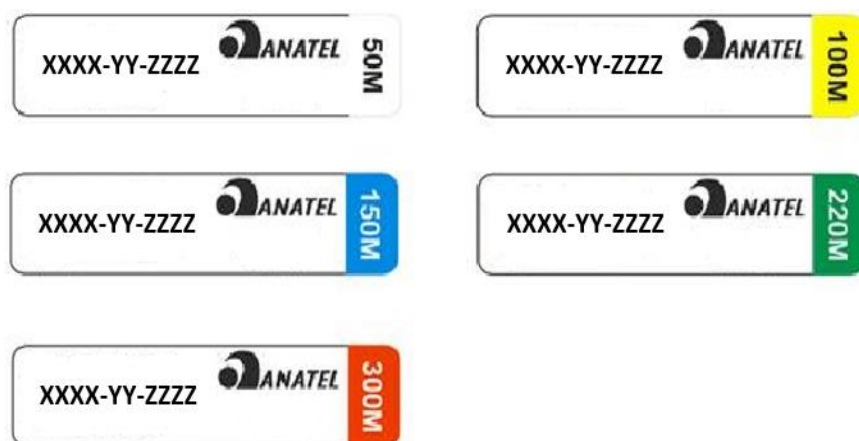 XXXX-YY-ZZZZ ANATEL 50M
XXXX-YY-ZZZZ ANATEL 100M
XXXX-YY-ZZZZ ANATEL 150M
XXXX-YY-ZZZZ ANATEL 220M
XXXX-YY-ZZZZ ANATEL 300M